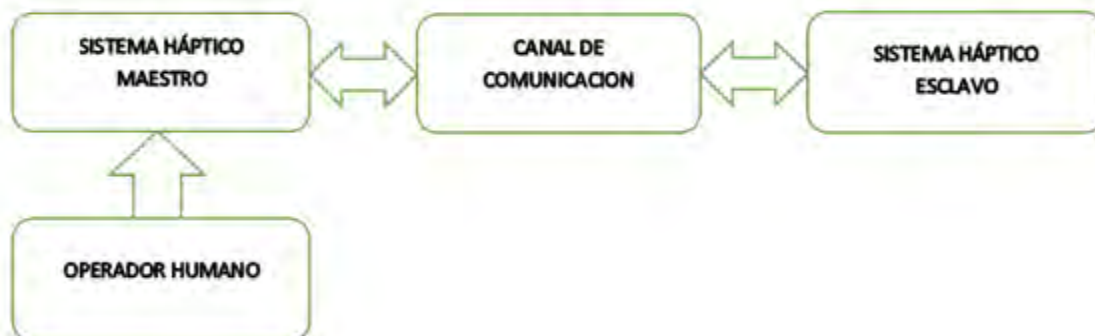 SISTEMA HÁPTICO
MAESTRO
CANAL DE
COMUNICACION
SISTEMA HÁPTICO
ESCLAVO
OPERADOR HUMANO